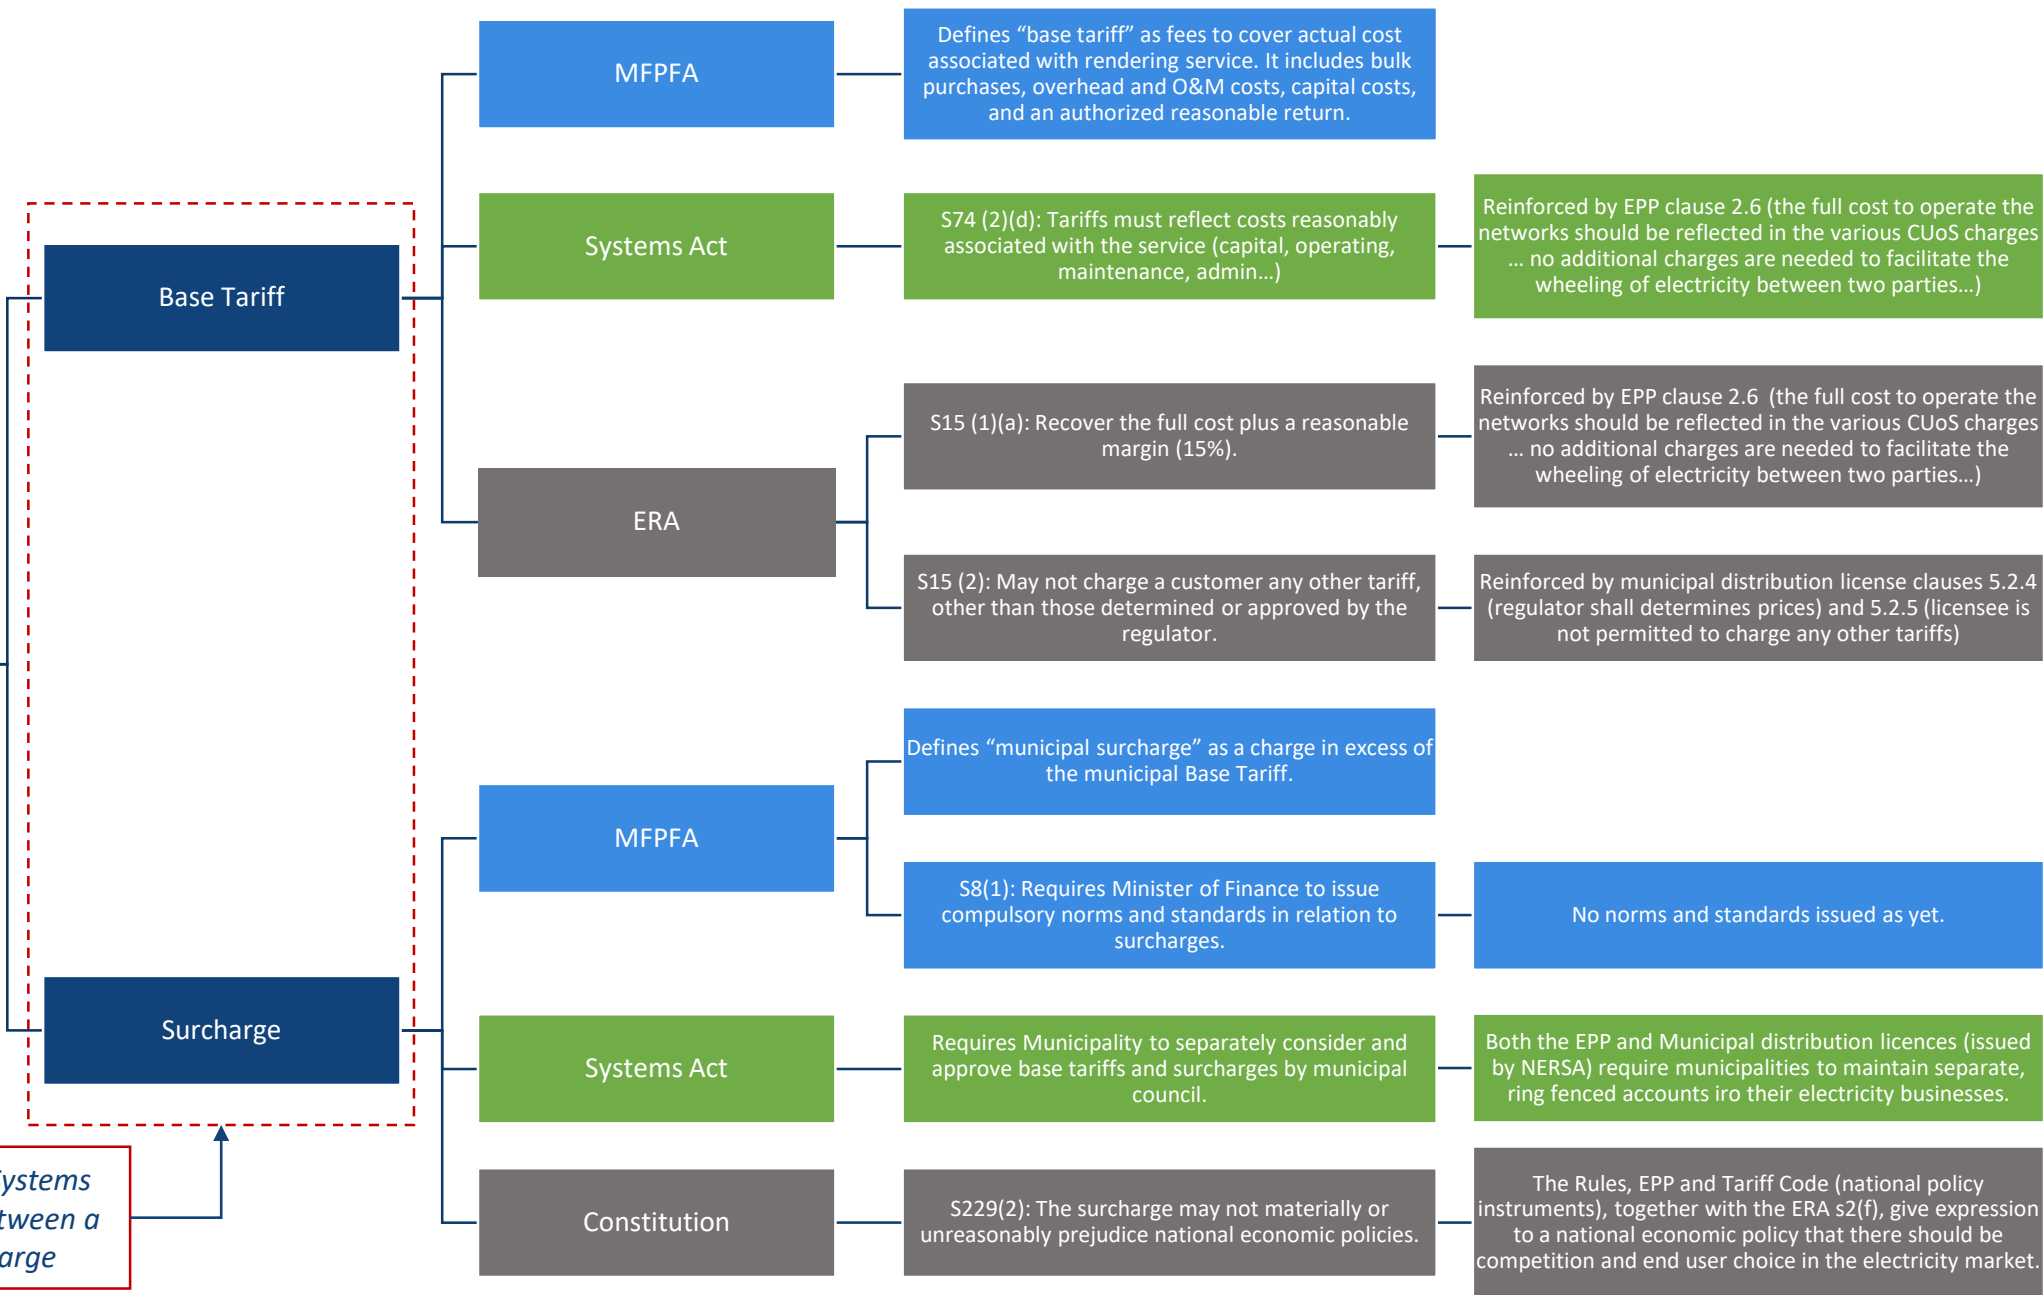 MFPFA
Defines “base tariff” as fees to cover actual cost
associated with rendering service. It includes bulk
purchases, overhead and O&M costs, capital costs,
and an authorized reasonable return.
Base Tariff
Systems Act
S74 (2)(d): Tariffs must reflect costs reasonably
associated with the service (capital, operating,
maintenance, admin…)
Reinforced by EPP clause 2.6 (the full cost to operate the
networks should be reflected in the various CUoS charges
… no additional charges are needed to facilitate the
wheeling of electricity between two parties…)
ERA
S15 (1)(a): Recover the full cost plus a reasonable
margin (15%).
Reinforced by EPP clause 2.6 (the full cost to operate the
networks should be reflected in the various CUoS charges
… no additional charges are needed to facilitate the
wheeling of electricity between two parties…)
S15 (2): May not charge a customer any other tariff,
other than those determined or approved by the
regulator.
Reinforced by municipal distribution license clauses 5.2.4
(regulator shall determines prices) and 5.2.5 (licensee is
not permitted to charge any other tariffs)
Surcharge
MFPFA
Defines “municipal surcharge” as a charge in excess of
the municipal Base Tariff.
S8(1): Requires Minister of Finance to issue
compulsory norms and standards in relation to
surcharges.
No norms and standards issued as yet.
Systems Act
Requires Municipality to separately consider and
approve base tariffs and surcharges by municipal
council.
Both the EPP and Municipal distribution licences (issued
by NERSA) require municipalities to maintain separate,
ring fenced accounts iro their electricity businesses.
Constitution
S229(2): The surcharge may not materially or
unreasonably prejudice national economic policies.
The Rules, EPP and Tariff Code (national policy
instruments), together with the ERA s2(f), give expression
to a national economic policy that there should be
competition and end user choice in the electricity market.
Systems
tween a
arge